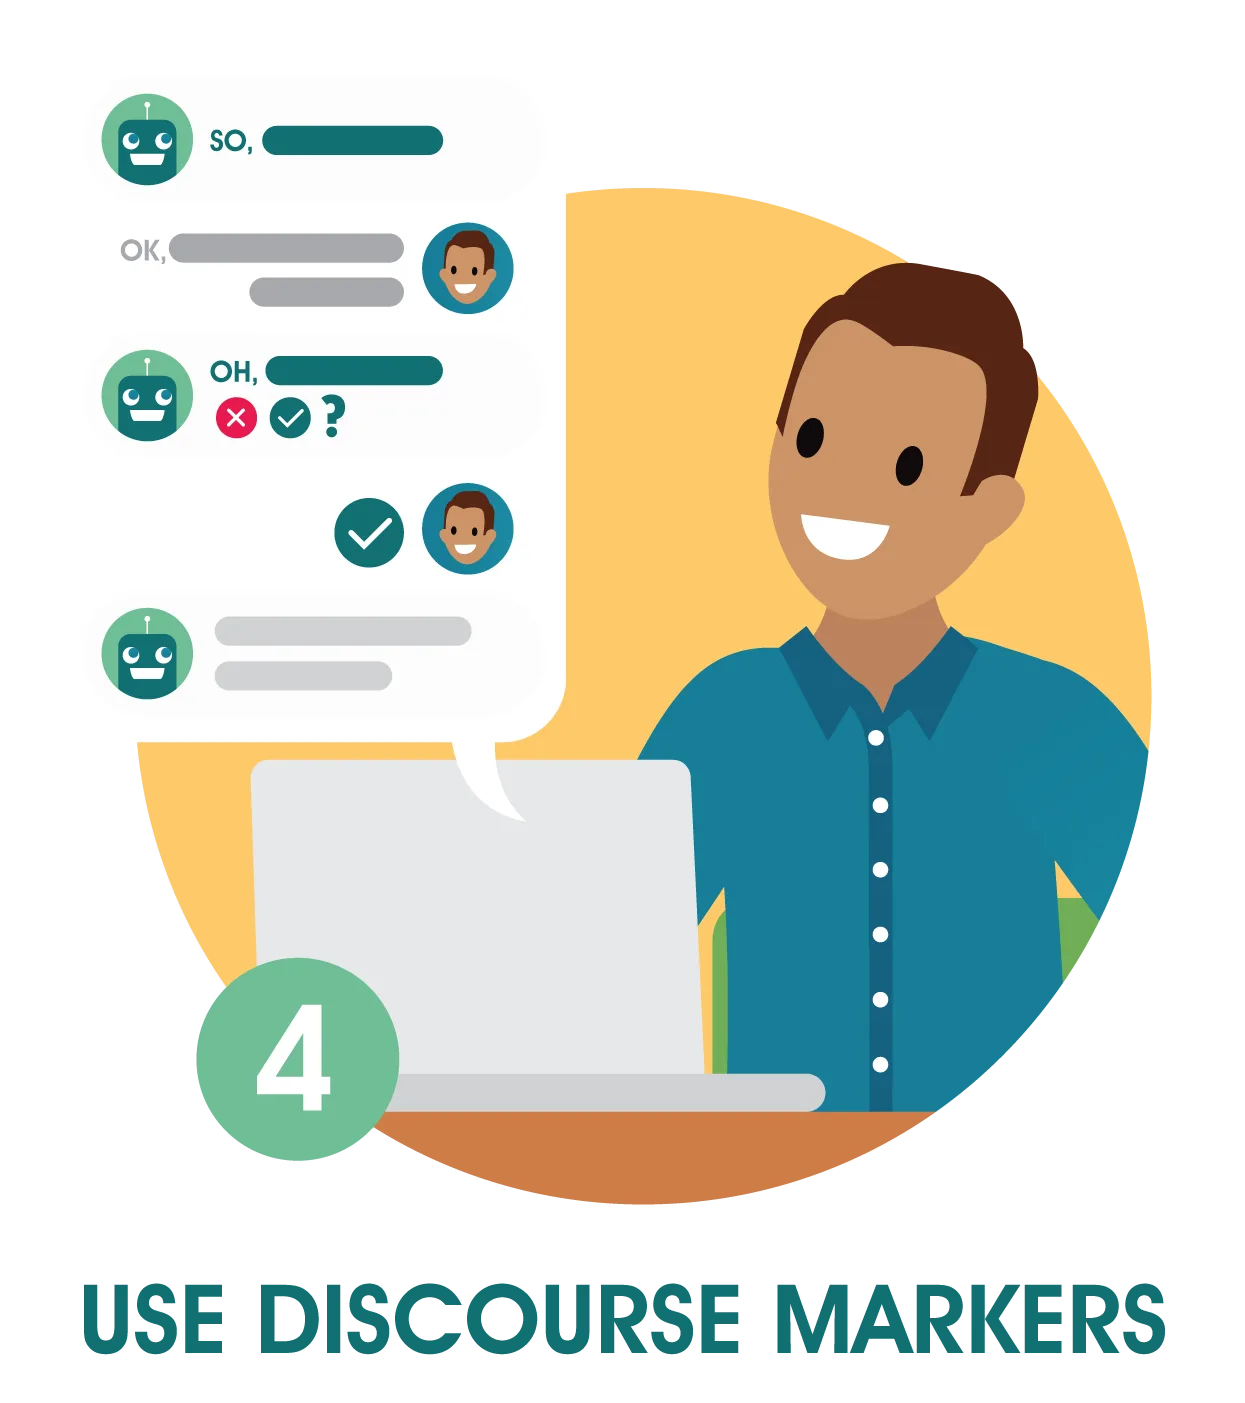 SO,
OK,
OH,
?
4
USE DISCOURSE MARKERS